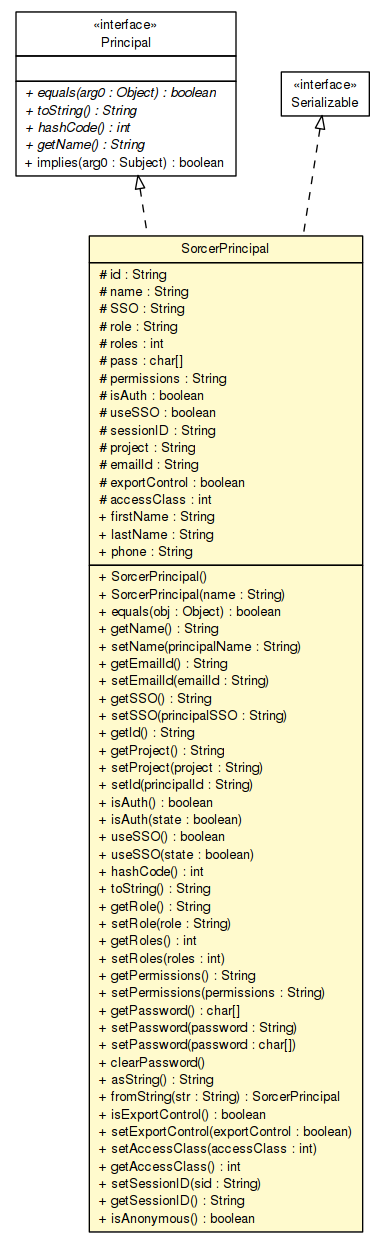 «interface»
Principal
+ equals(arg0 : Object) : boolean
+ toString() : String
+ hashCode() : int
+ getName() : String
+ implies(arg0 : Subject) : boolean
«interface»
Serializable
SorcerPrincipal
# id : String
# name : String
# SSO : String
# role : String
# roles : int
# pass : char[]
# permissions : String
# isAuth : boolean
# useSSO : boolean
# sessionID : String
# project : String
# emailId : String
# exportControl : boolean
# accessClass : int
+ firstName : String
+ lastName : String
+ phone : String
+ SorcerPrincipal()
+ SorcerPrincipal(name : String)
+ equals(obj : Object) : boolean
+ getName() : String
+ setName(principalName : String)
+ getEmailId() : String
+ setEmailId(emailId : String)
+ getSSO() : String
+ setSSO(principalSSO : String)
+ getId() : String
+ getProject() : String
+ setProject(project : String)
+ setId(principalId : String)
+ isAuth() : boolean
+ isAuth(state : boolean)
+ useSSO() : boolean
+ useSSO(state : boolean)
+ hashCode() : int
+ toString() : String
+ getRole() : String
+ setRole(role : String)
+ getRoles() : int
+ setRoles(roles : int)
+ getPermissions() : String
+ setPermissions(permissions : String)
+ getPassword() : char[]
+ setPassword(password : String)
+ setPassword(password : char[])
+ clearPassword()
+ asString() : String
+ fromString(str : String) : SorcerPrincipal
+ isExportControl() : boolean
+ setExportControl(exportControl : boolean)
+ setAccessClass(accessClass : int)
+ getAccessClass() : int
+ setSessionID(sid : String)
+ getSessionID() : String
+ isAnonymous() : boolean